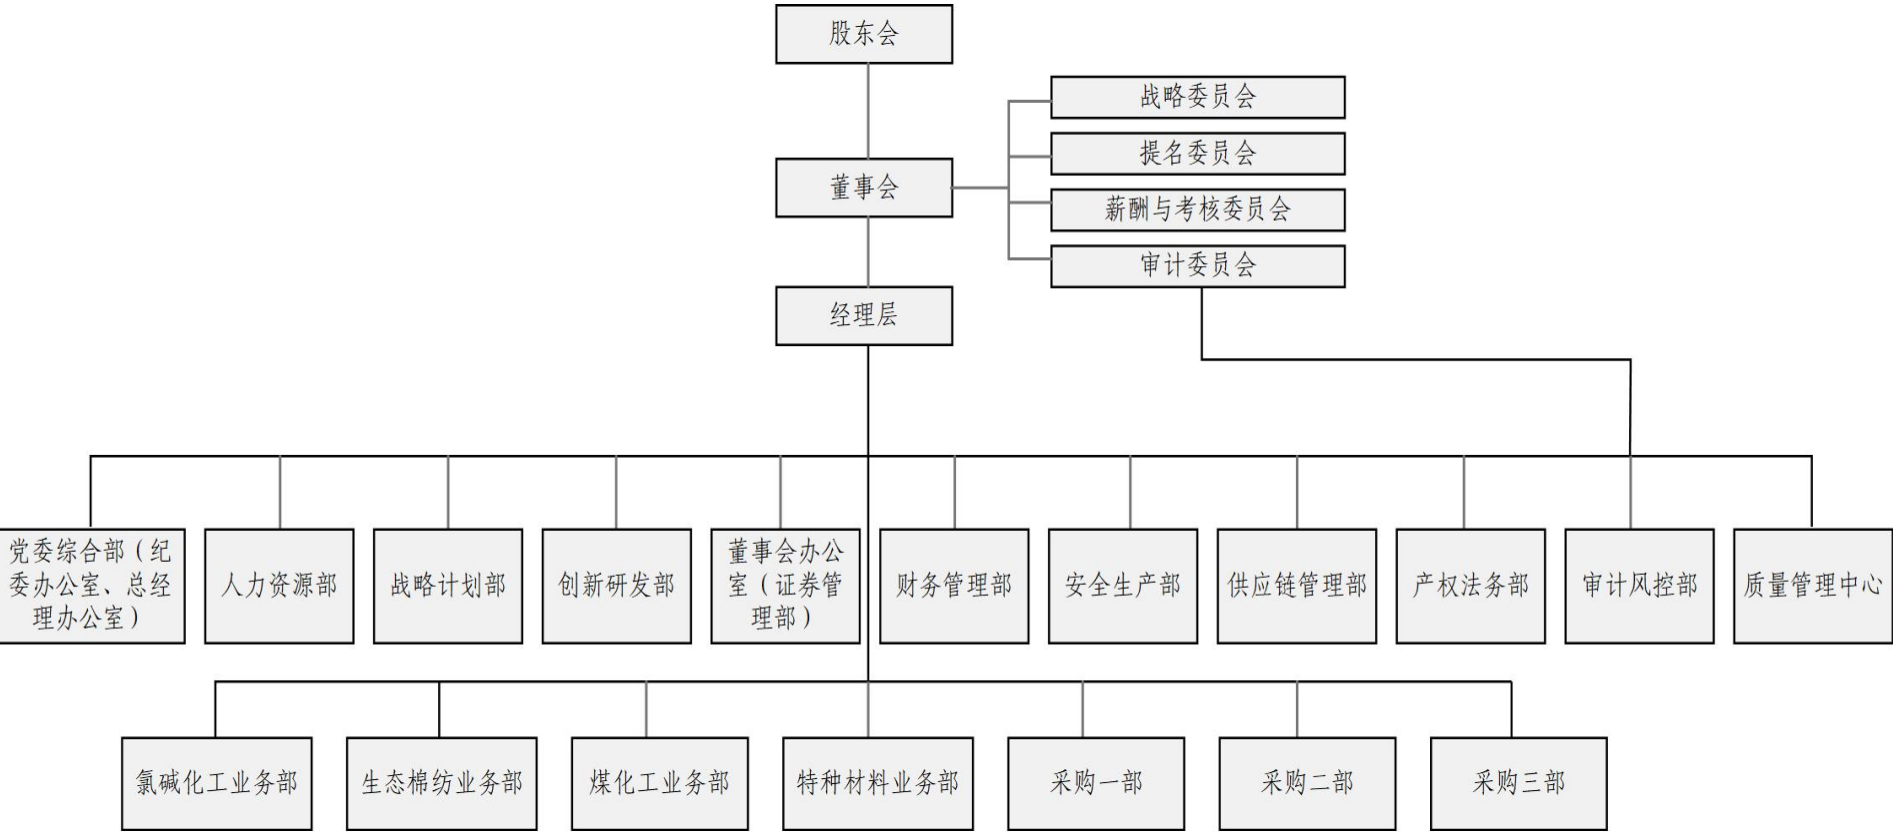 股东会
战略委员会
提名委员会
董事会
薪酬与考核委员会
审计委员会
经理层
党委综合部（纪
委办公室、总经
理办公室）
人力资源部
战略计划部
创新研发部
董事会办公
室（证券管
理部）
财务管理部
安全生产部
供应链管理部
产权法务部
审计风控部
质量管理中心
氯碱化工业务部
生态棉纺业务部
煤化工业务部
特种材料业务部
采购一部
采购二部
采购三部